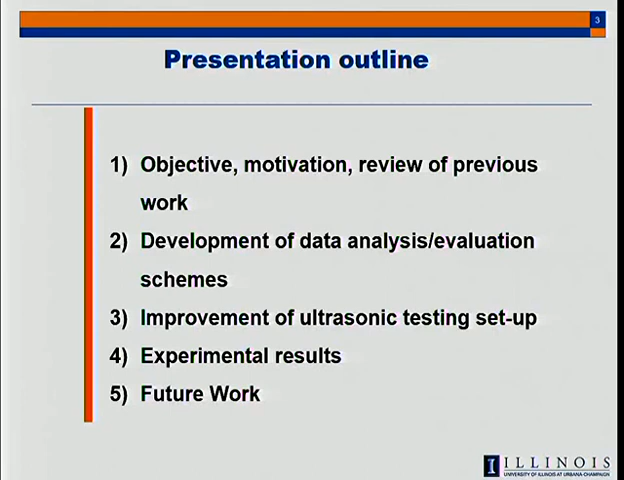 3
Presentation outline
1) Objective, motivation, review of previous
work
2) Development of data analysis/evaluation
schemes
3) Improvement of ultrasonic testing set-up
4) Experimental results
5) Future Work
I ILLINOIS
UNIVERSITY OF ILLINOIS AT URBANA-CHAMPAIGN